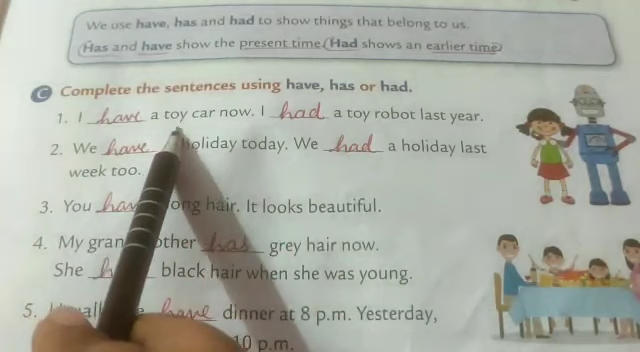 We use have, has and had to show things that belong to us.
Has and have show the present time. Had shows an earlier time.
C Complete the sentences using have, has or had.
1. I have a toy car now. I had a toy robot last year.
2. We have holiday today. We had a holiday last
week too.
3. You hair. It looks beautiful.
4. My has grey hair now.
She black hair when she was young.
5. have dinner at 8 p.m. Yesterday,
10 p.m.